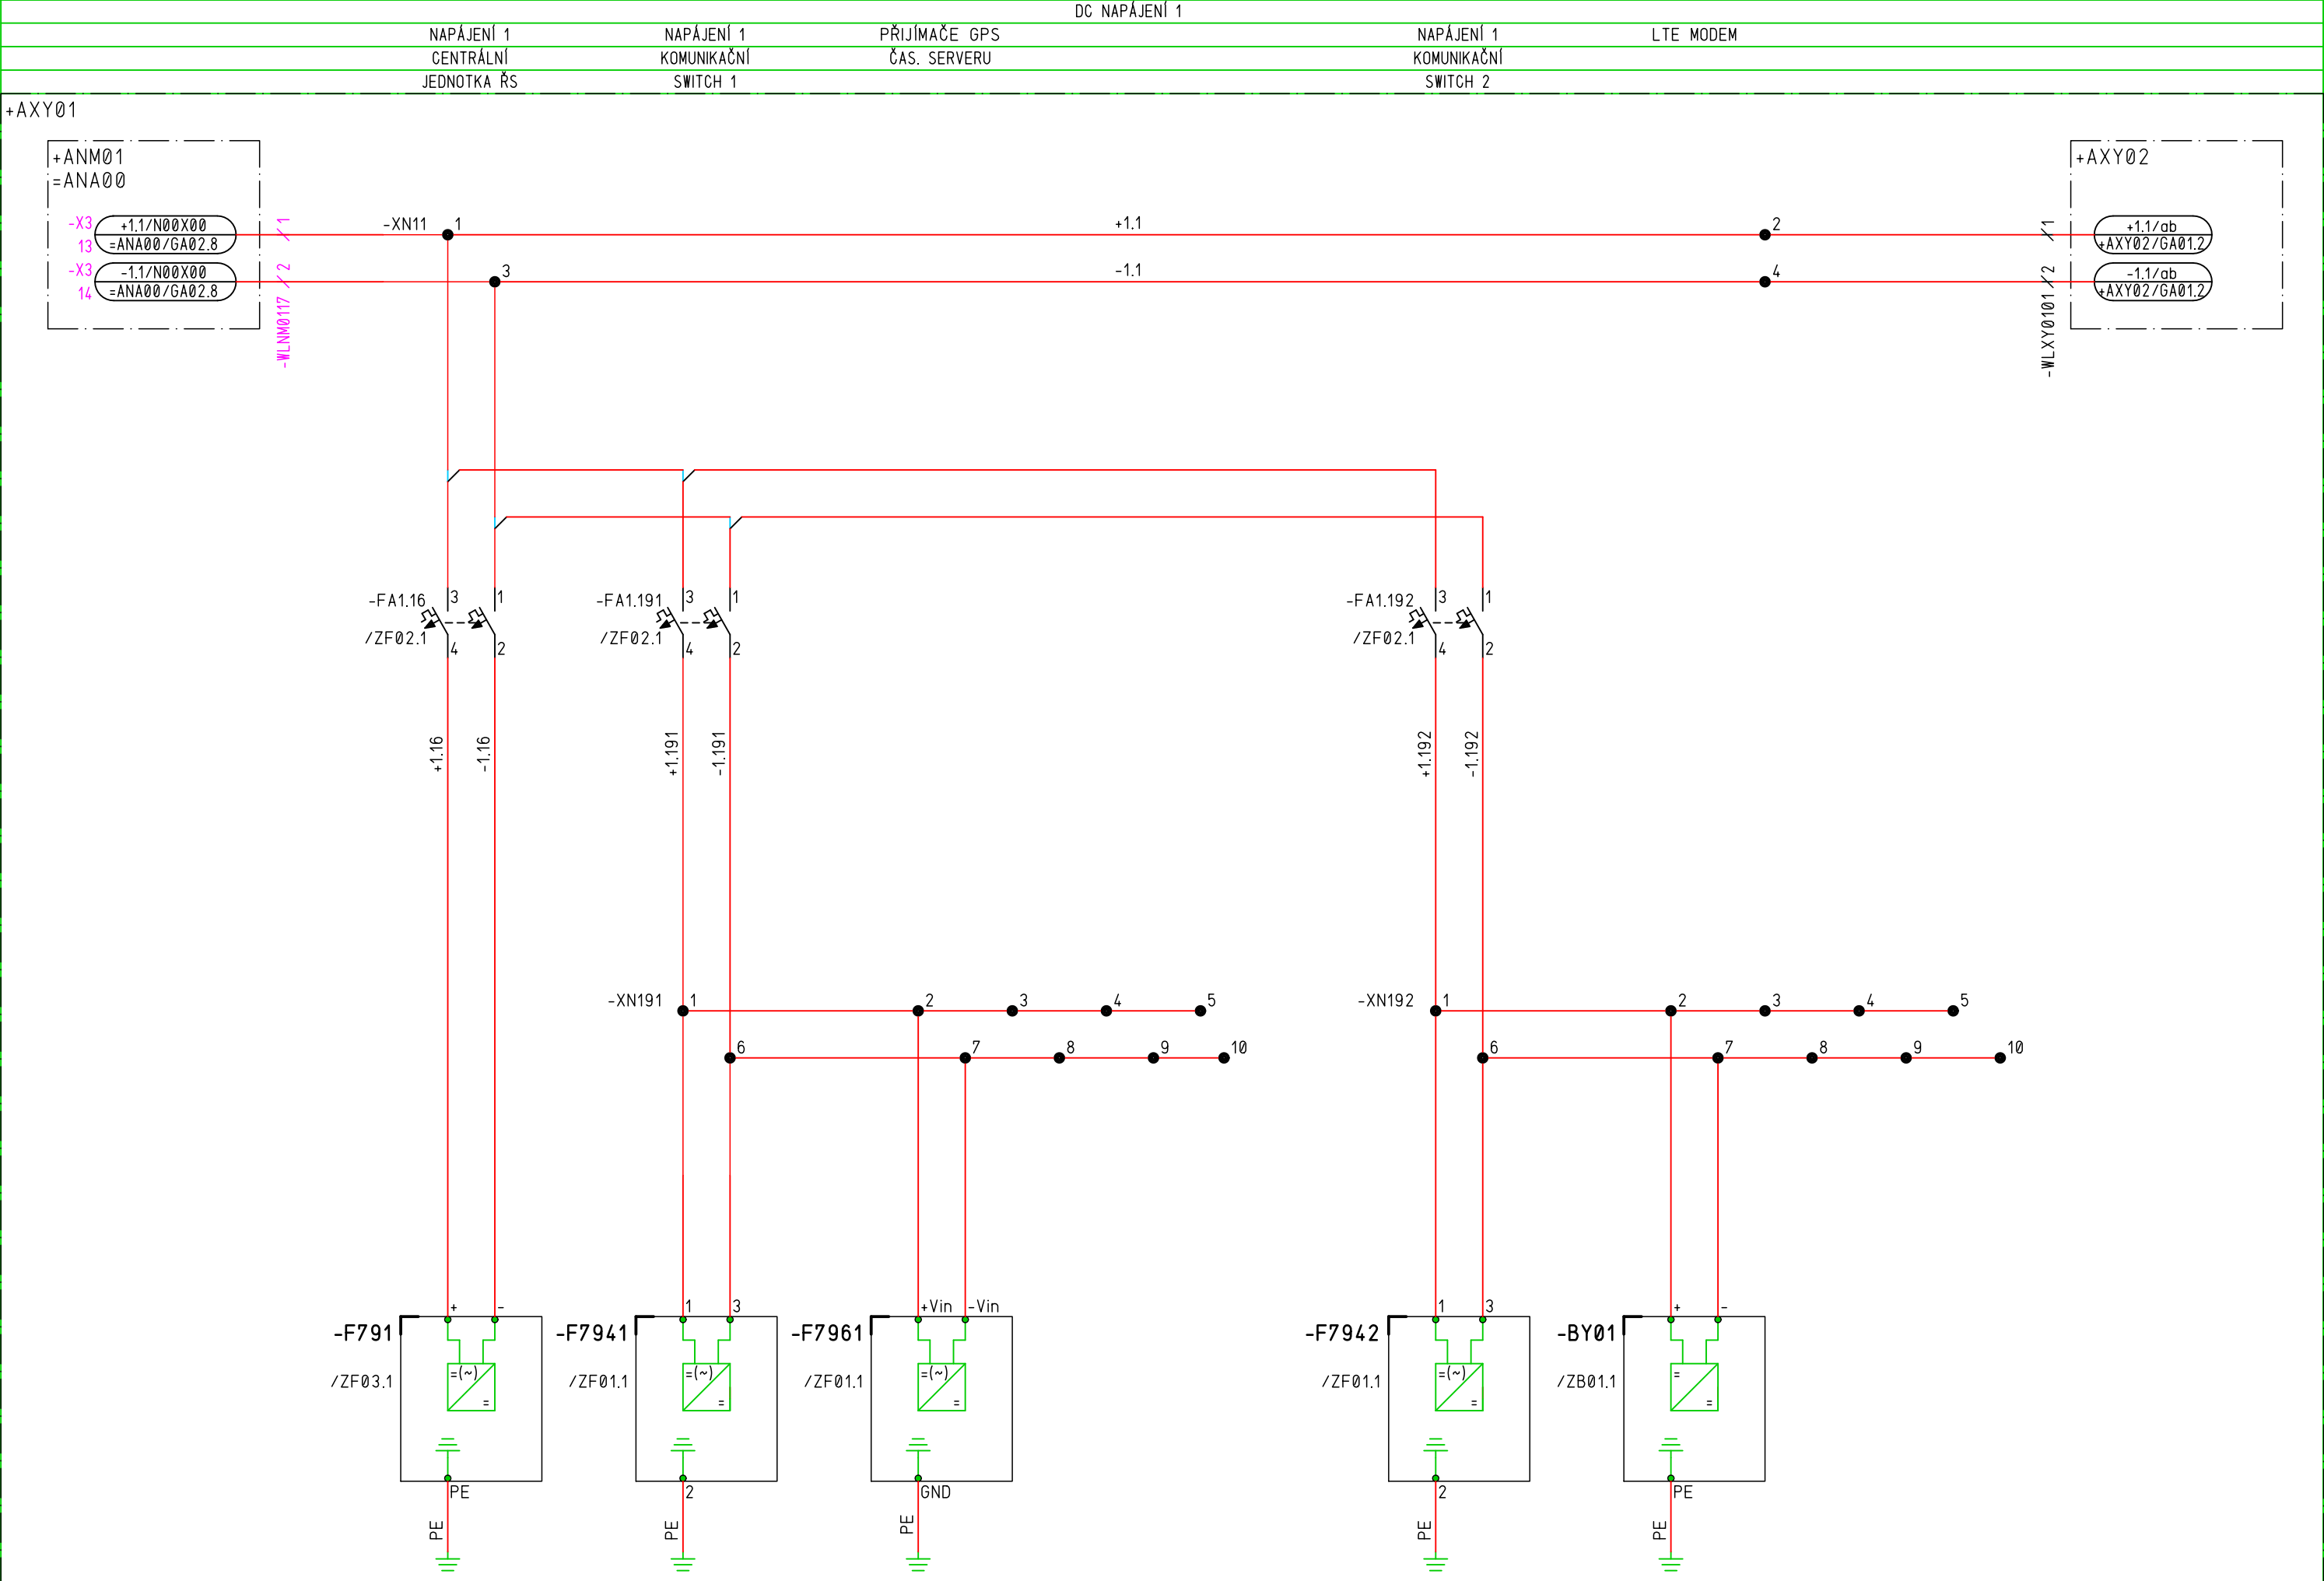 DC NAPÁJENÍ 1
NAPÁJENÍ 1 NAPÁJENÍ 1 PŘIJÍMAČE GPS NAPÁJENÍ 1 LTE MODEM
CENTRÁLNÍ KOMUNIKAČNÍ ČAS. SERVERU KOMUNIKAČNÍ
JEDNOTKA ŘS SWITCH 1 SWITCH 2
+AXY01
+ANM01 +AXY02
=ANA00
-X3 +1.1/N00X00 /1 -XN11 1 +1.1 2 /1 +1.1/ab
13 =ANA00/GA02.8 +AXY02/GA01.2
-X3 -1.1/N00X00 /2 3 -1.1 4 /2 -1.1/ab
14 =ANA00/GA02.8 +AXY02/GA01.2
-WLNM0117 -WLXY0101
-FA1.16 3 1 -FA1.191 3 1 -FA1.192 3 1
/ZF02.1 /ZF02.1 /ZF02.1
4 2 4 2 4 2
+1.16 -1.16 +1.191 -1.191 +1.192 -1.192
-XN191 1 2 3 4 5 -XN192 1 2 3 4 5
6 7 8 9 10 6 7 8 9 10
+ - 1 3 +Vin -Vin 1 3 + -
-F791 -F7941 -F7961 -F7942 -BY01
=(~) =(~) =(~) =(~) =
/ZF03.1 /ZF01.1 /ZF01.1 /ZF01.1 /ZB01.1
= = = = =
PE 2 GND 2 PE
PE PE PE PE PE